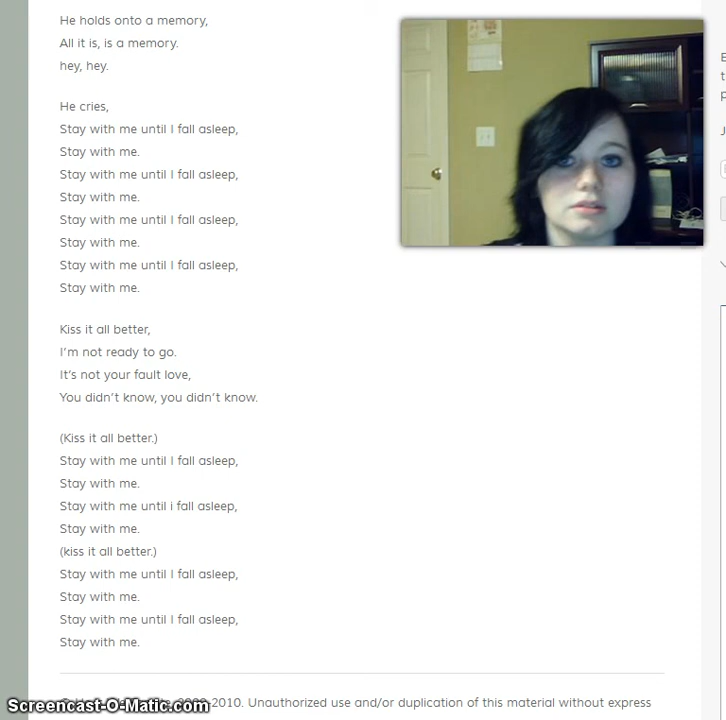 He holds onto a memory,
All it is, is a memory.
hey, hey.
He cries,
Stay with me until I fall asleep,
Stay with me.
Stay with me until I fall asleep,
Stay with me.
Stay with me until I fall asleep,
Stay with me.
Stay with me until I fall asleep,
Stay with me.
Kiss it all better,
I'm not ready to go.
It's not your fault love,
You didn't know, you didn't know.
(Kiss it all better.)
Stay with me until I fall asleep,
Stay with me.
Stay with me until i fall asleep,
Stay with me.
(kiss it all better.)
Stay with me until I fall asleep,
Stay with me.
Stay with me until I fall asleep,
Stay with me.
2010. Unauthorized use and/or duplication of this material without express
Screencast-O-Matic.com